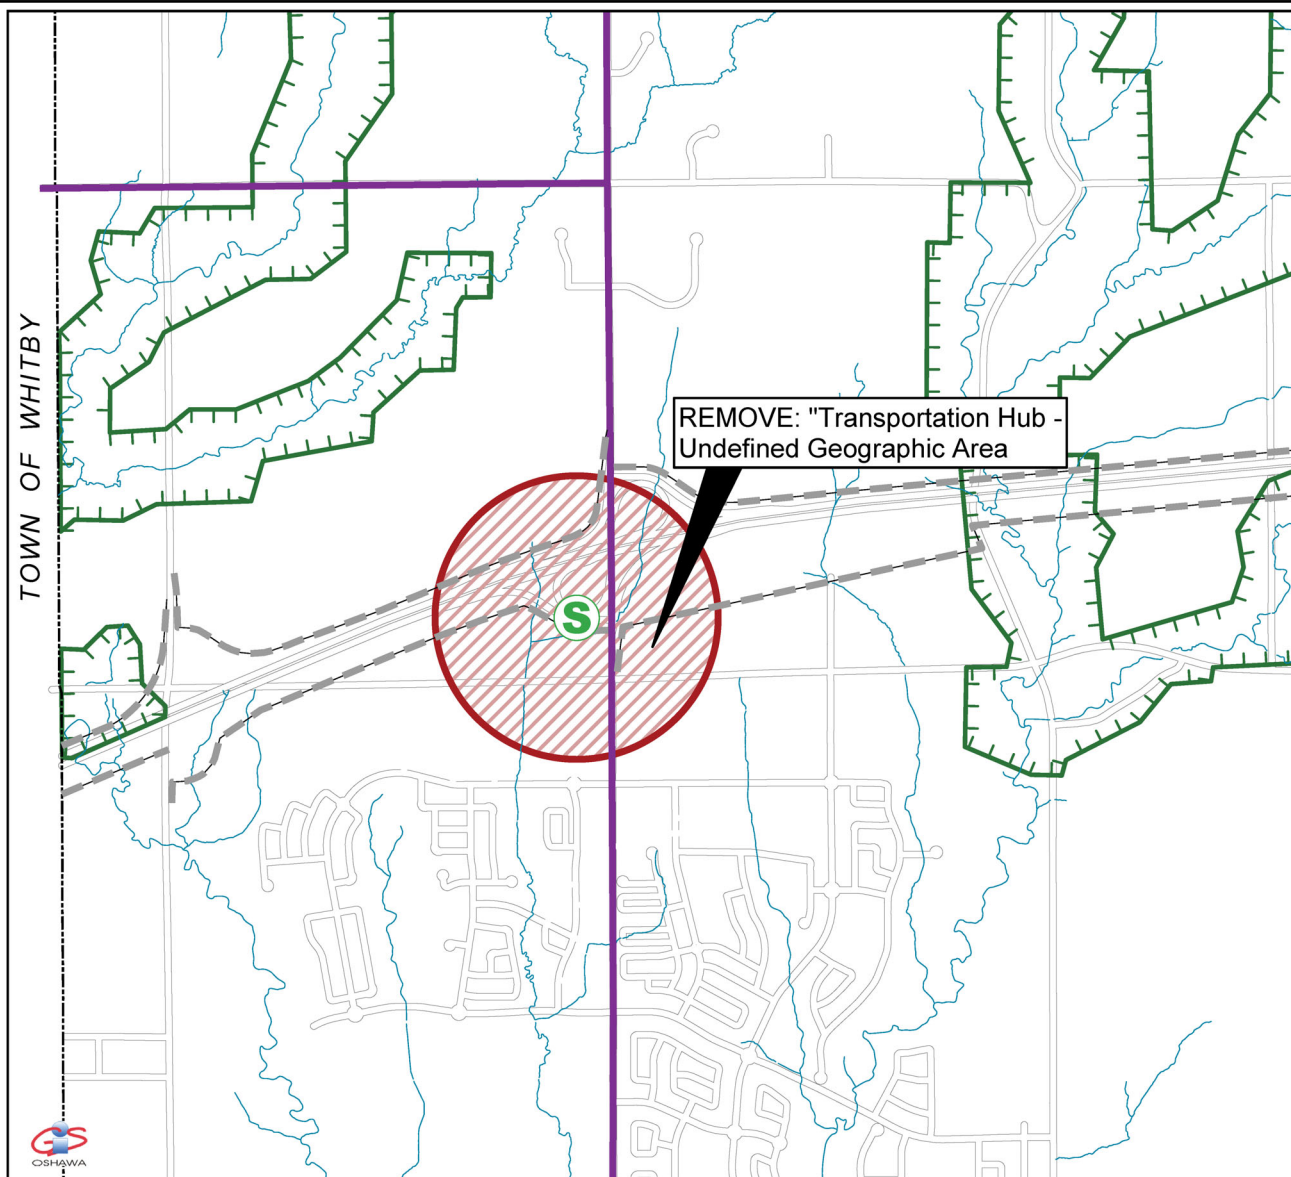 REMOVE: "Transportation Hub -
Undefined Geographic Area
TOWN OF WHITBY
S
GiS
OSHAWA